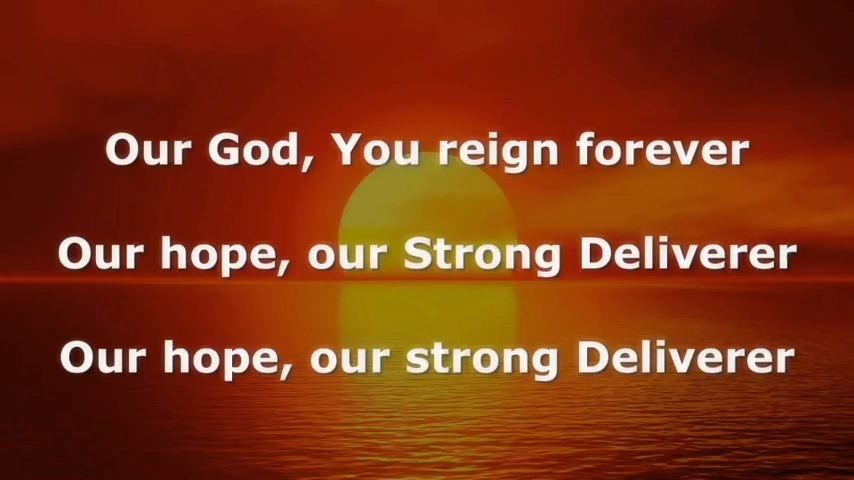 Our God, You reign forever
Our hope, our Strong Deliverer
Our hope, our strong Deliverer